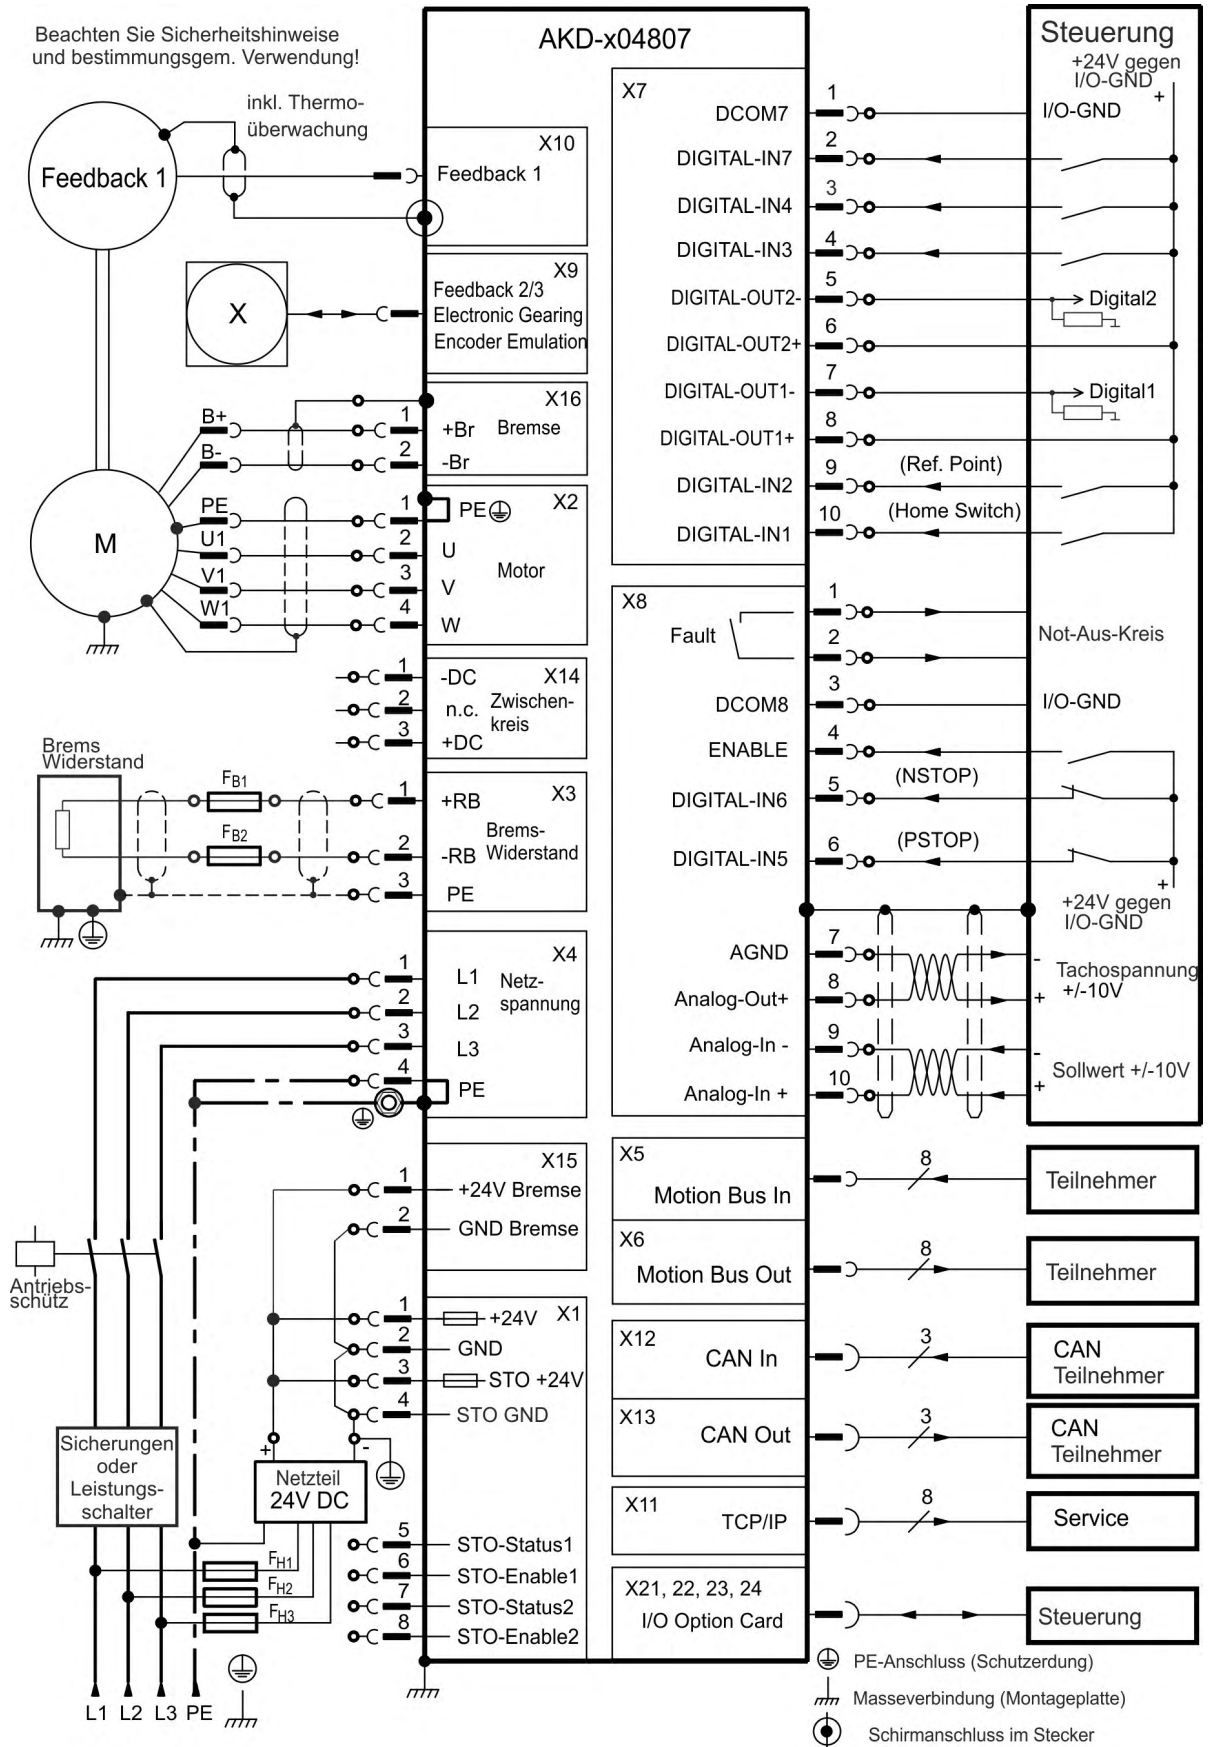 Beachten Sie Sicherheitshinweise
und bestimmungsgem. Verwendung!
inkl. Thermo-
überwachung
Feedback 1
X
B+
B-
M
PE
U1
V1
W1
Brems
Widerstand
FB1
FB2
Antriebs-
schütz
Sicherungen
oder
Leistungs-
schalter
+
-
Netzteil
24V DC
FH1
FH2
FH3
L1 L2 L3 PE
AKD-x04807
X10
Feedback 1
X9
Feedback 2/3
Electronic Gearing
Encoder Emulation
X16
1 +Br Bremse
2 -Br
X2
1 PE
2 U
Motor
3 V
4 W
X14
1 -DC
2 n.c. Zwischen-
kreis
3 +DC
X3
1 +RB
Brems-
2 -RB Widerstand
3 PE
X4
1 L1 Netz-
2 L2 spannung
3 L3
4 PE
X15
1 +24V Bremse
2 GND Bremse
X1
1 +24V
2 GND
3 STO +24V
4 STO GND
5 STO-Status1
6 STO-Enable1
7 STO-Status2
8 STO-Enable2
X7
DCOM7 1
DIGITAL-IN7 2
DIGITAL-IN4 3
DIGITAL-IN3 4
DIGITAL-OUT2- 5
DIGITAL-OUT2+ 6
DIGITAL-OUT1- 7
DIGITAL-OUT1+ 8
DIGITAL-IN2 9 (Ref. Point)
DIGITAL-IN1 10 (Home Switch)
X8
1
Fault
2
DCOM8 3
ENABLE 4
DIGITAL-IN6 5 (NSTOP)
DIGITAL-IN5 6 (PSTOP)
AGND 7
Analog-Out+ 8
Analog-In - 9
Analog-In + 10
X5
Motion Bus In 8
X6
Motion Bus Out 8
X12
CAN In 3
X13
CAN Out 3
X11
TCP/IP 8
X21, 22, 23, 24
I/O Option Card
Steuerung
+24V gegen
I/O-GND
+
I/O-GND
Digital2
Digital1
Not-Aus-Kreis
I/O-GND
+
+24V gegen
I/O-GND
-
Tachospannung
+/-10V
+
-
Sollwert +/-10V
+
Teilnehmer
Teilnehmer
CAN
Teilnehmer
CAN
Teilnehmer
Service
Steuerung
PE-Anschluss (Schutzerdung)
Masseverbindung (Montageplatte)
Schirmanschluss im Stecker